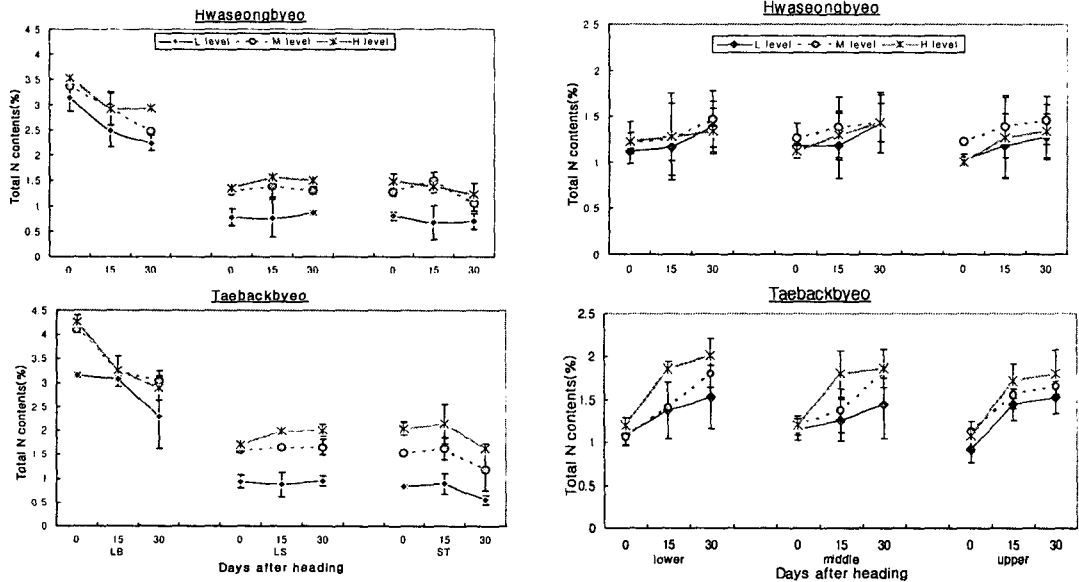 Hwaseongbyeo
L level M level H level
Total N contents(%)
4 5
4
3 5
3
2.5
2
1.5
1
0.5
0
0 15 30 0 15 30 0 15 30
Taebackbyeo
Total N contents(%)
4.5
4
3.5
3
2.5
2
1.5
1
0 5
0
0 15 30 0 15 30 0 15 30
LB LS ST
Days after heading
Hwaseongbyeo
L level M level H level
Total N contents(%)
2 5
2
1.5
1
0 5
0
0 15 30 0 15 30 0 15 30
Taebackbyeo
Total N contents(%)
2.5
2
1.5
1
0.5
0
0 15 30 0 15 30 0 15 30
lower middle upper
Days after heading